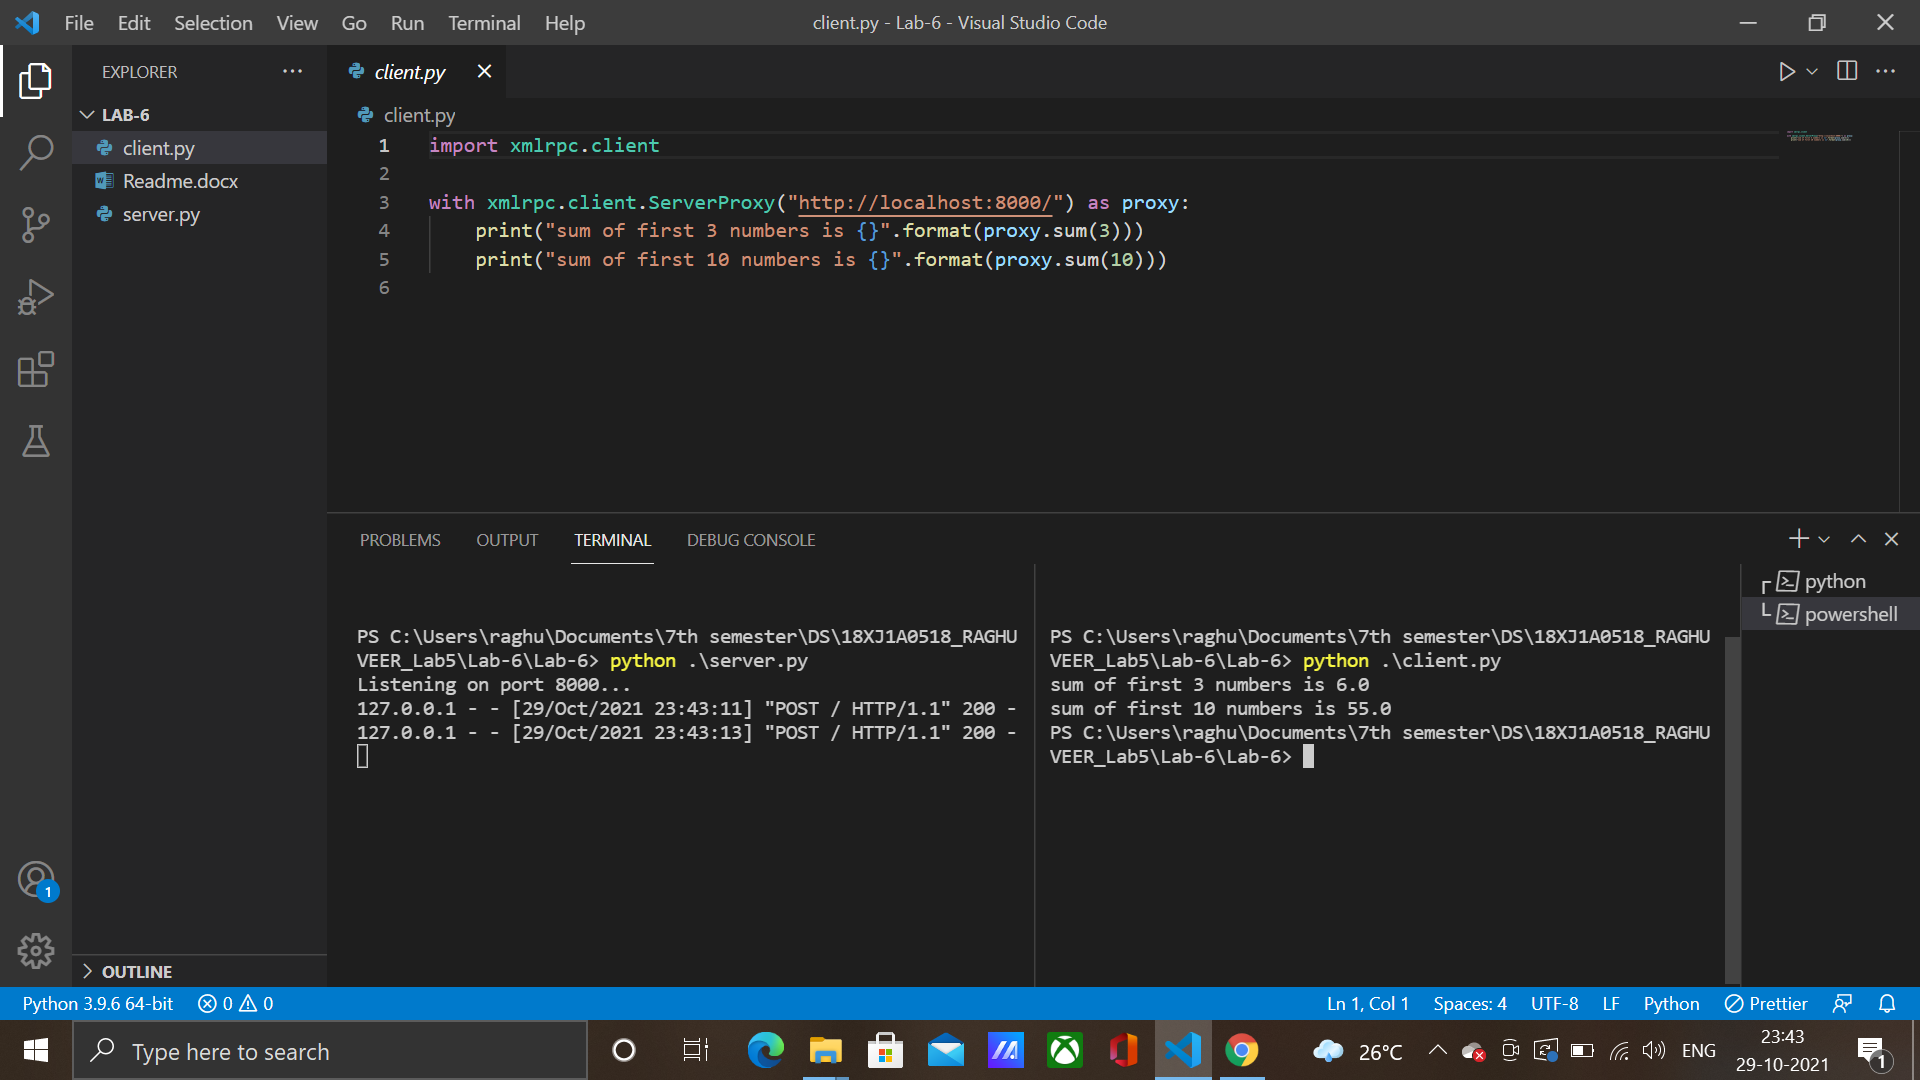 File Edit Selection View Go Run Terminal Help
client.py - Lab-6 - Visual Studio Code
EXPLORER
LAB-6
client.py
Readme.docx
server.py
OUTLINE
client.py
client.py
1 import xmlrpc.client
2
3 with xmlrpc.client.ServerProxy("http://localhost:8000/") as proxy:
4 print("sum of first 3 numbers is {}".format(proxy.sum(3)))
5 print("sum of first 10 numbers is {}".format(proxy.sum(10)))
6
PROBLEMS OUTPUT TERMINAL DEBUG CONSOLE
PS C:\Users\raghu\Documents\7th semester\DS\18XJ1A0518_RAGHU
VEER_Lab5\Lab-6\Lab-6> python .\server.py
Listening on port 8000...
127.0.0.1 - - [29/Oct/2021 23:43:11] "POST / HTTP/1.1" 200 -
127.0.0.1 - - [29/Oct/2021 23:43:13] "POST / HTTP/1.1" 200 -
PS C:\Users\raghu\Documents\7th semester\DS\18XJ1A0518_RAGHU
VEER_Lab5\Lab-6\Lab-6> python .\client.py
sum of first 3 numbers is 6.0
sum of first 10 numbers is 55.0
PS C:\Users\raghu\Documents\7th semester\DS\18XJ1A0518_RAGHU
VEER_Lab5\Lab-6\Lab-6>
python
powershell
1
Python 3.9.6 64-bit 0 0
Ln 1, Col 1 Spaces: 4 UTF-8 LF Python Prettier
Type here to search
26°C
ENG
23:43
29-10-2021
1